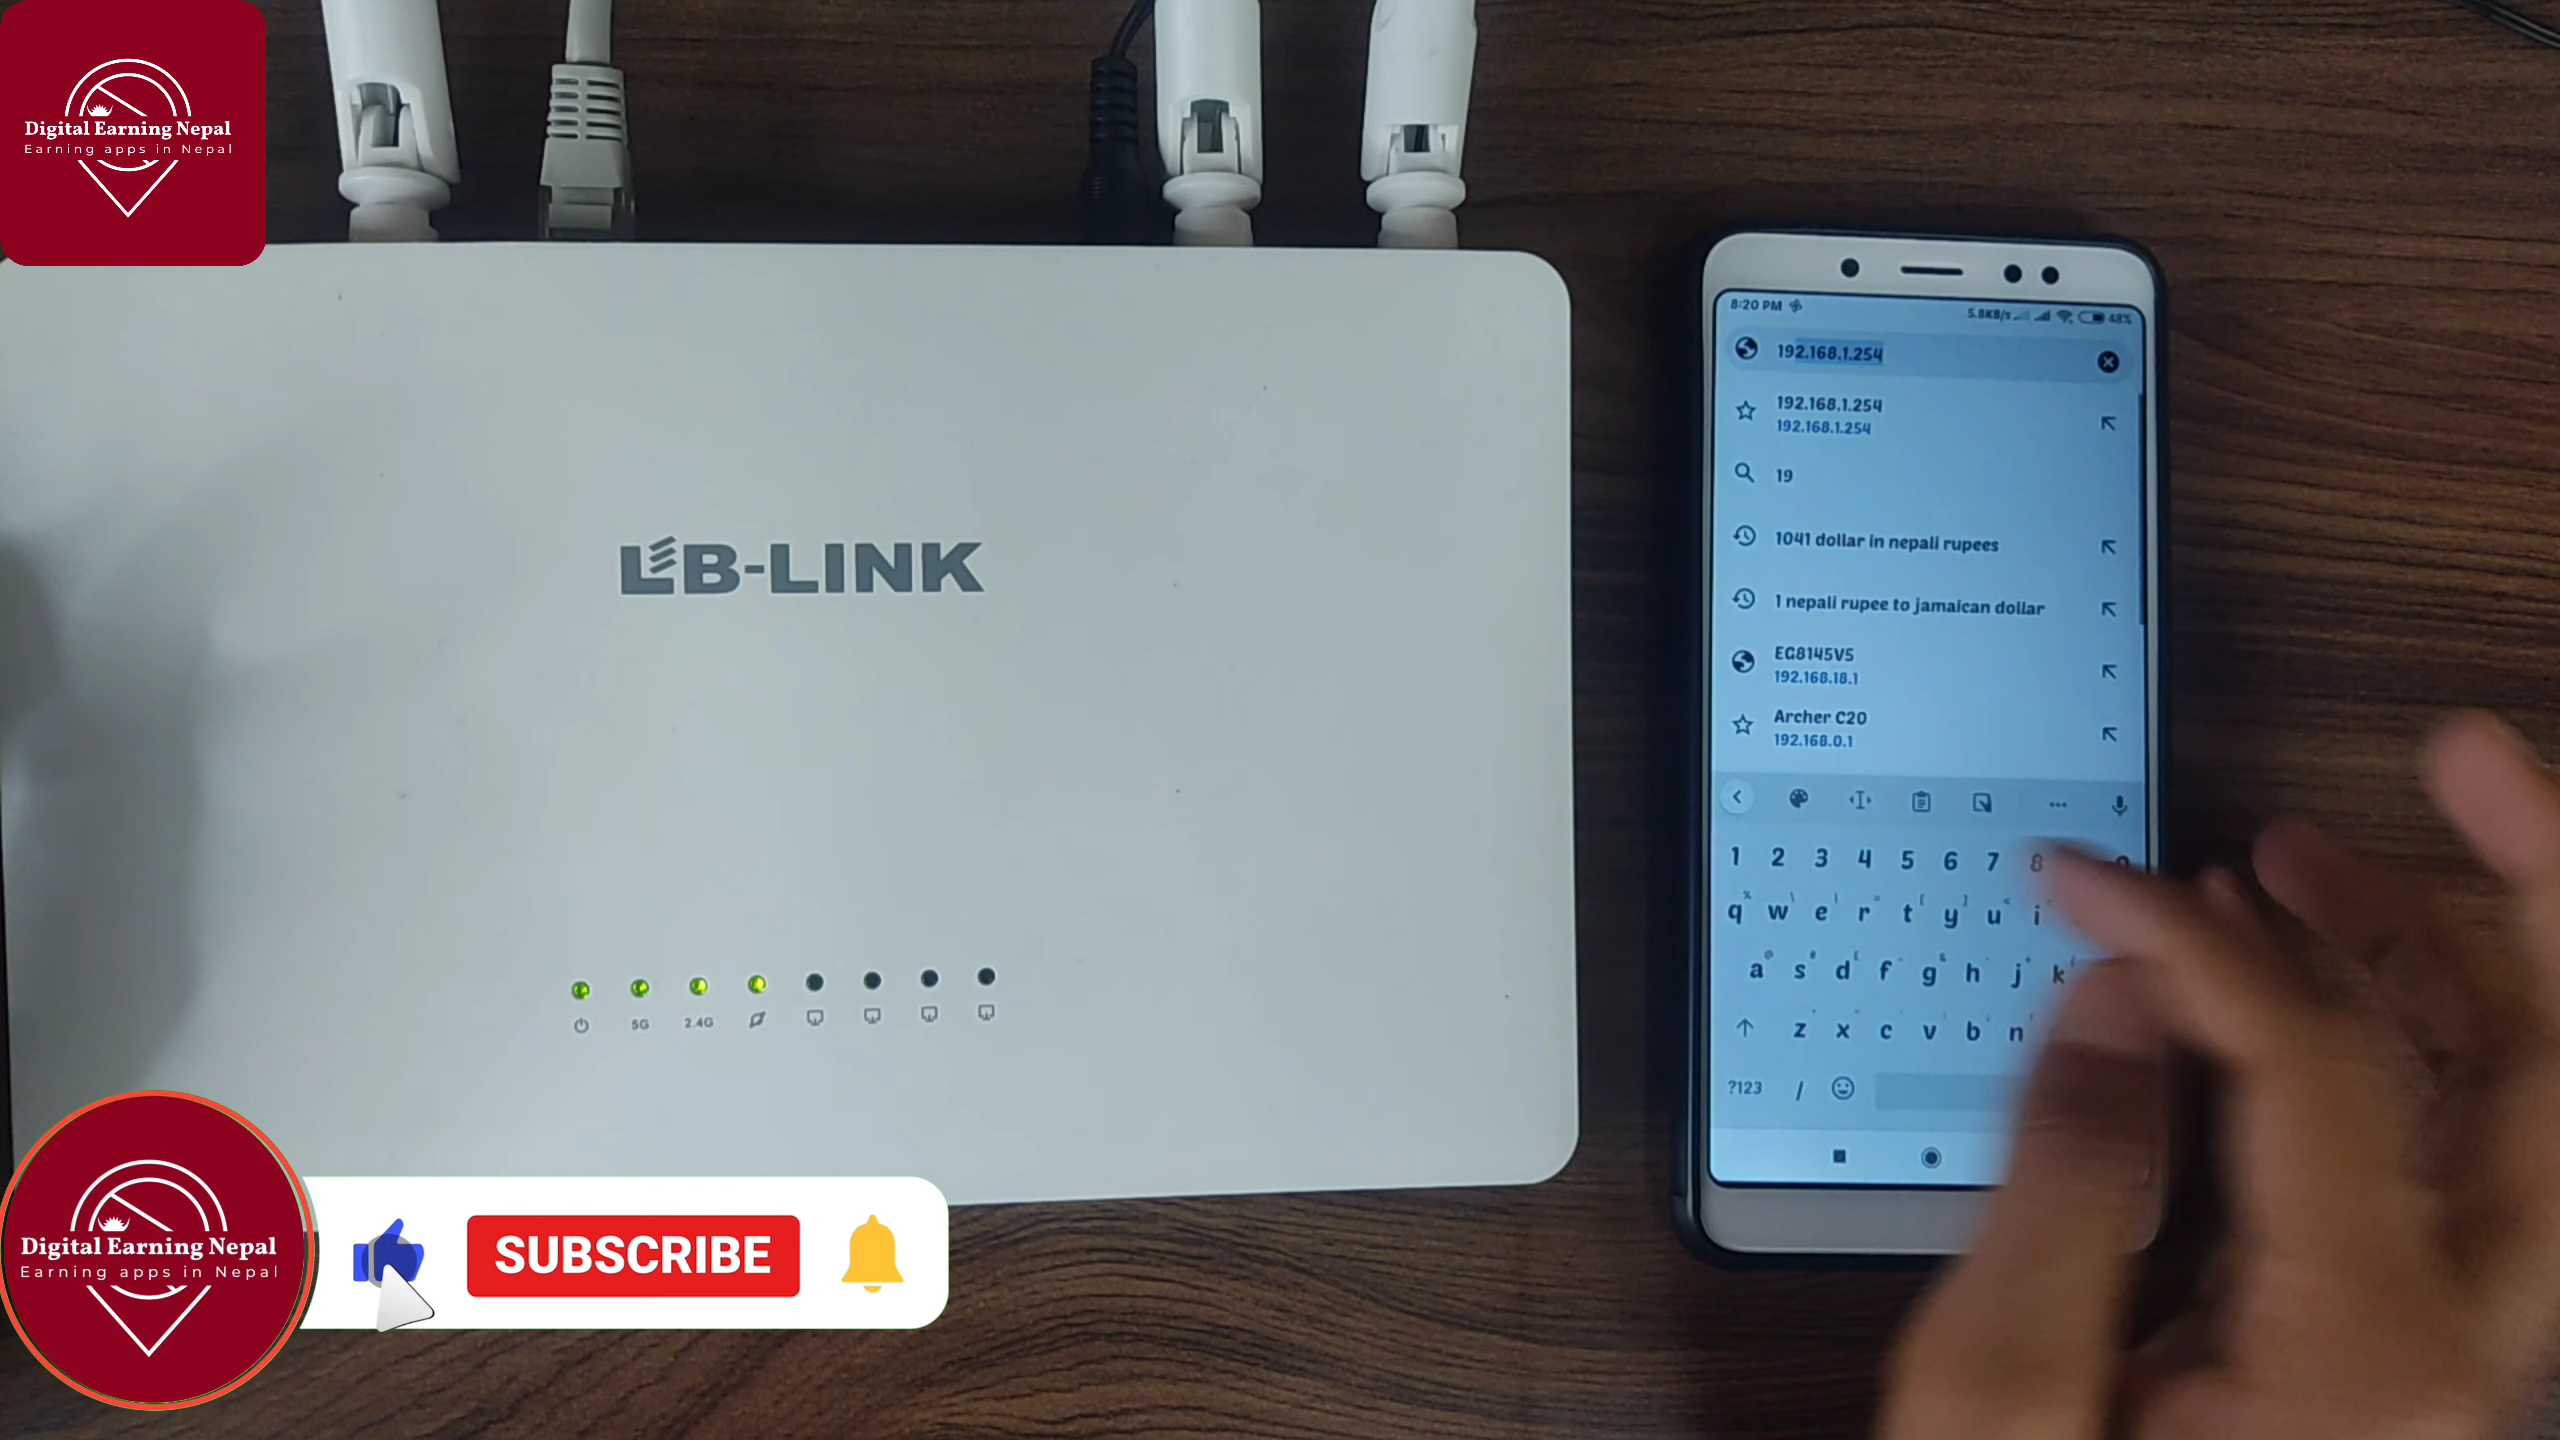 Digital Earning Nepal
Earning apps in Nepal
LB-LINK
5G
2.4G
8:20 PM
5.8KB/s
48%
192.168.1.254
192.168.1.254
192.168.1.254
19
1041 dollar in nepali rupees
1 nepali rupee to jamaican dollar
EG8145V5
192.168.18.1
Archer C20
192.168.0.1
1 2 3 4 5 6 7 8
q w e r t y u i
a s d f g h j k
z x c v b n
?123 /
Digital Earning Nepal
Earning apps in Nepal
SUBSCRIBE